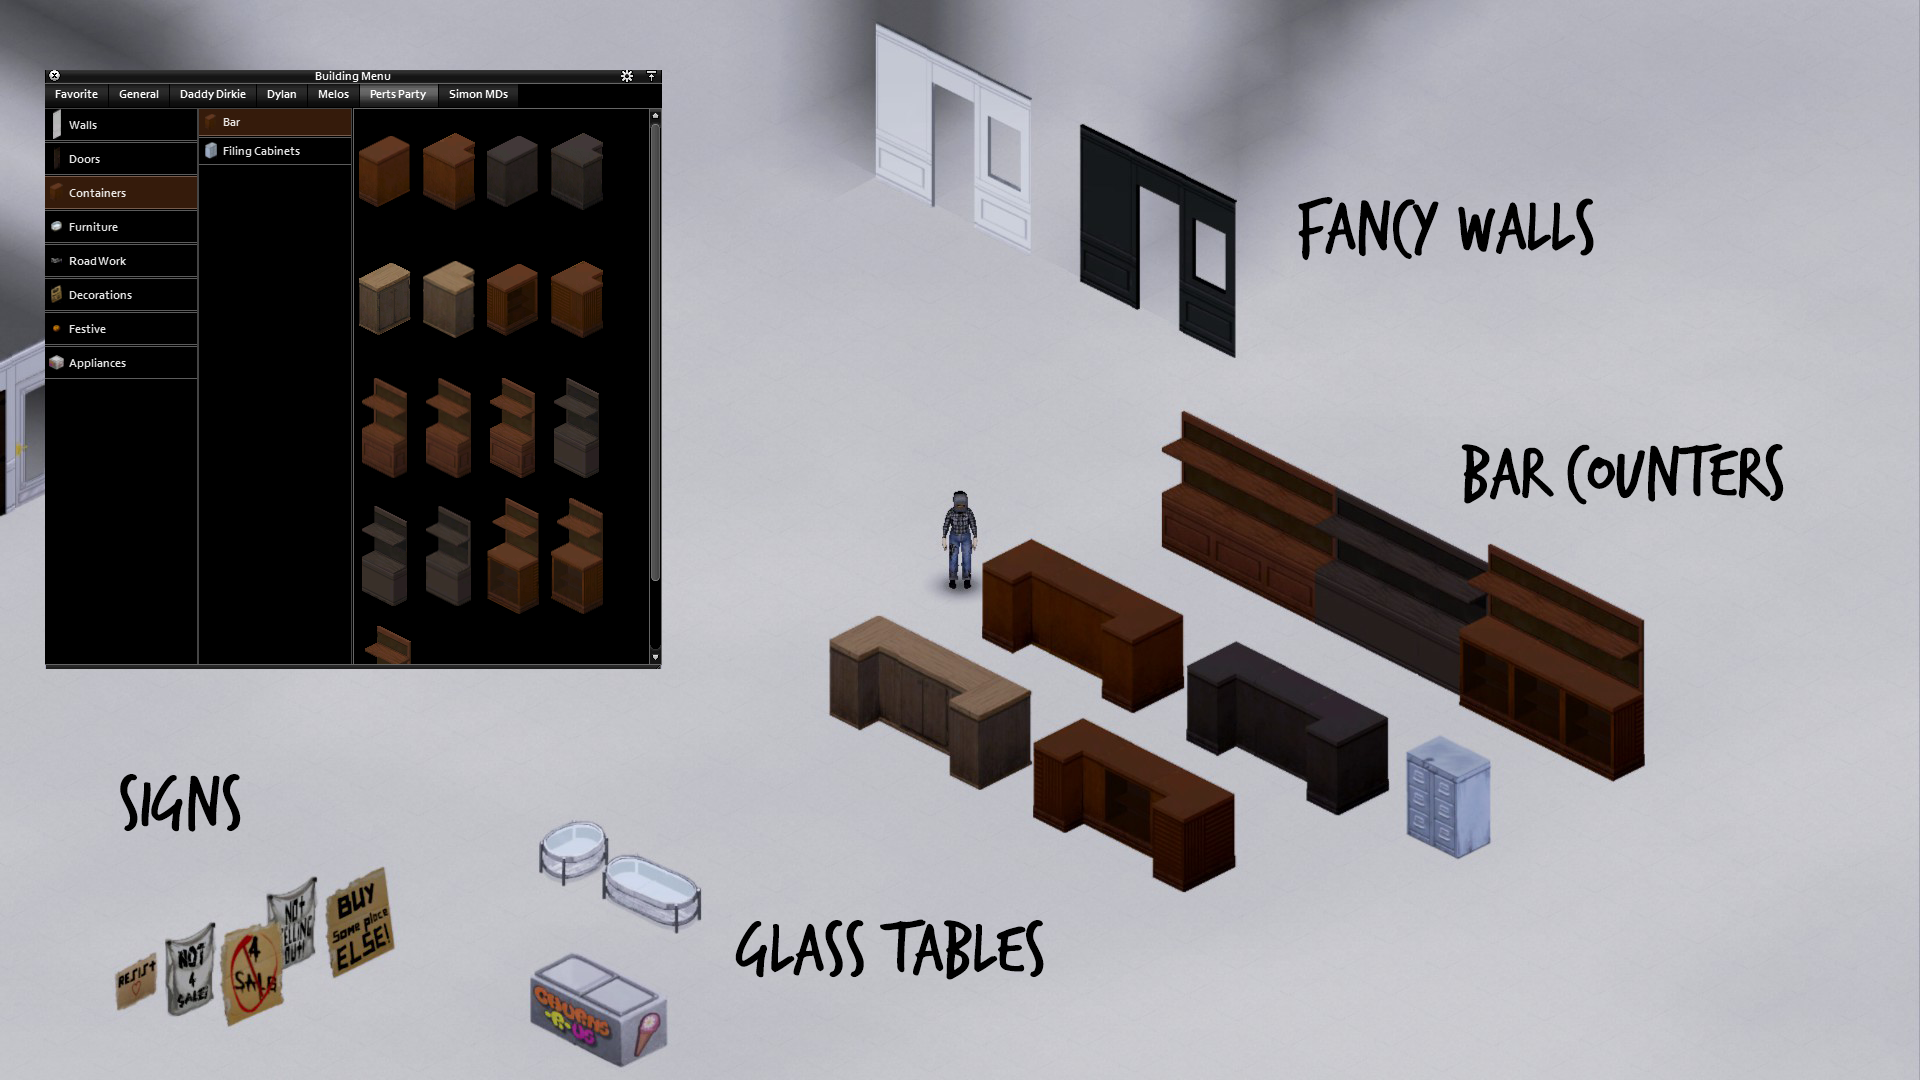 Building Menu
Favorite General Daddy Dirkie Dylan Melos Perts Party Simon MDs
Walls
Doors
Containers
Furniture
Road Work
Decorations
Festive
Appliances
Bar
Filing Cabinets
FANCY WALLS
BAR COUNTERS
SIGNS
GLASS TABLES
RESIST
NOT
4
SALE!
4
SALE
NOT
OUT!
BUY
Some place
ELSE!
CHURNS
-R-
US